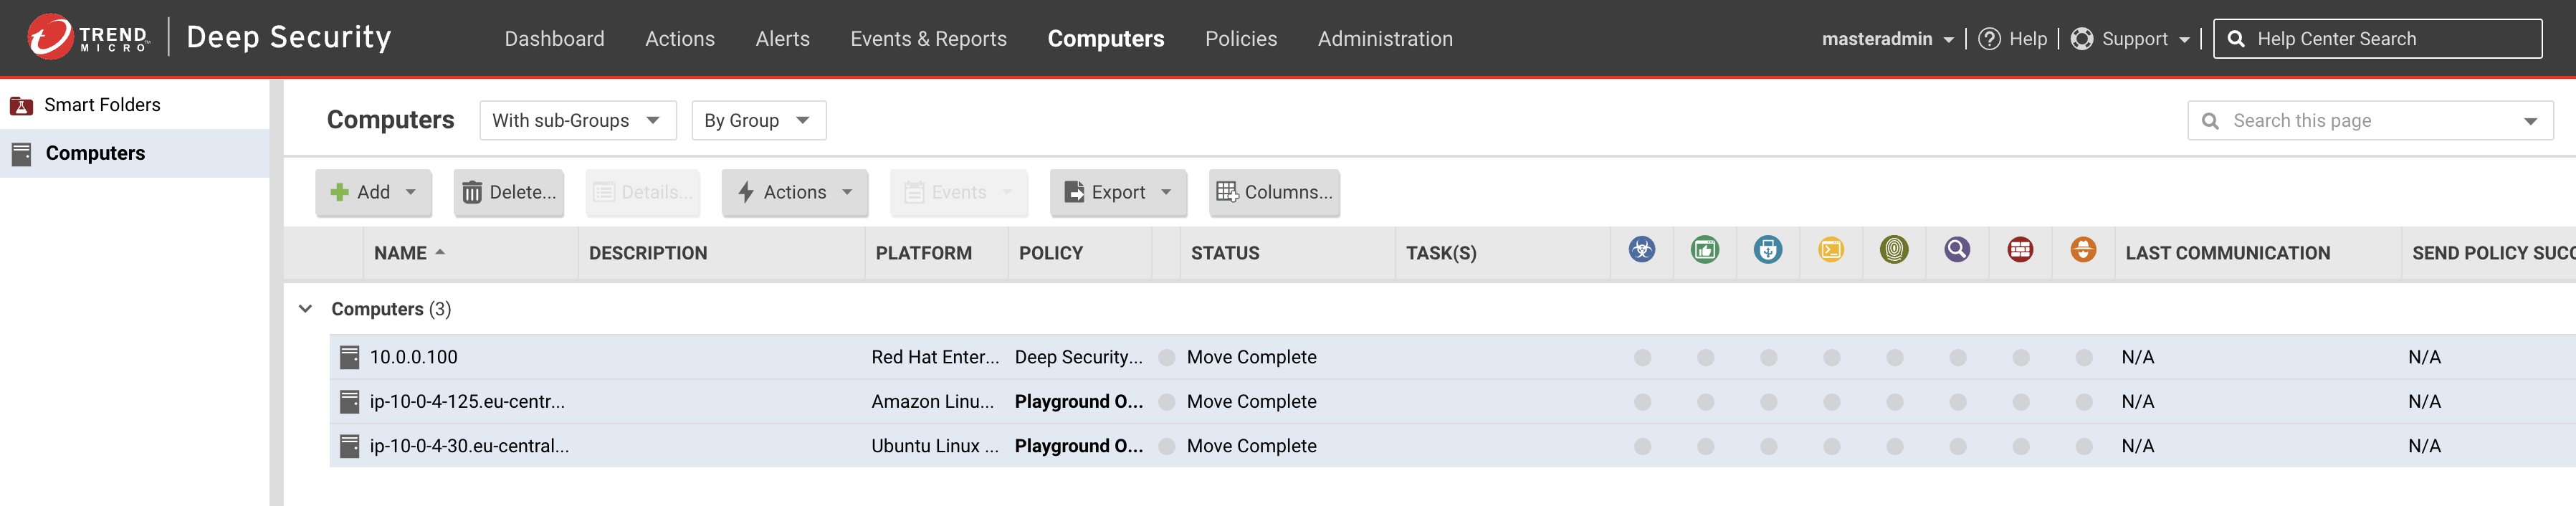 TREND MICRO™ Deep Security Dashboard Actions Alerts Events & Reports Computers Policies Administration masteradmin Help Support Help Center Search
Smart Folders
Computers
Computers With sub-Groups By Group Search this page
Add Delete... Details... Actions Events Export Columns...
NAME DESCRIPTION PLATFORM POLICY STATUS TASK(S) LAST COMMUNICATION SEND POLICY SUCC
Computers (3)
10.0.0.100 Red Hat Enter... Deep Security... Move Complete N/A N/A
ip-10-0-4-125.eu-centr... Amazon Linu... Playground O... Move Complete N/A N/A
ip-10-0-4-30.eu-central... Ubuntu Linux ... Playground O... Move Complete N/A N/A